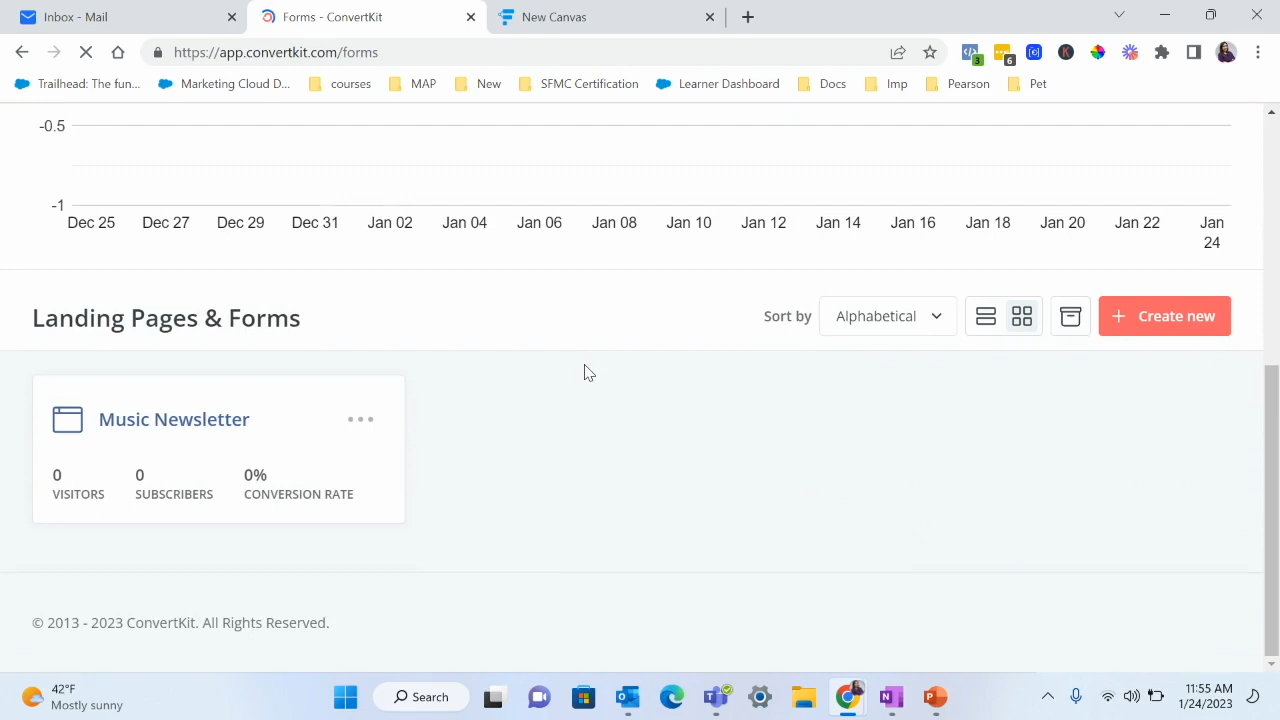 Inbox - Mail
Forms - ConvertKit
New Canvas
https://app.convertkit.com/forms
3
6
K
Trailhead: The fun...
Marketing Cloud D...
courses
MAP
New
SFMC Certification
Learner Dashboard
Docs
Imp
Pearson
Pet
-0.5
-1
Dec 25 Dec 27 Dec 29 Dec 31 Jan 02 Jan 04 Jan 06 Jan 08 Jan 10 Jan 12 Jan 14 Jan 16 Jan 18 Jan 20 Jan 22 Jan
24
Landing Pages & Forms
Sort by
Alphabetical
+ Create new
Music Newsletter
0 0 0%
VISITORS SUBSCRIBERS CONVERSION RATE
© 2013 - 2023 ConvertKit. All Rights Reserved.
42°F
Mostly sunny
Search
11:55 AM
1/24/2023